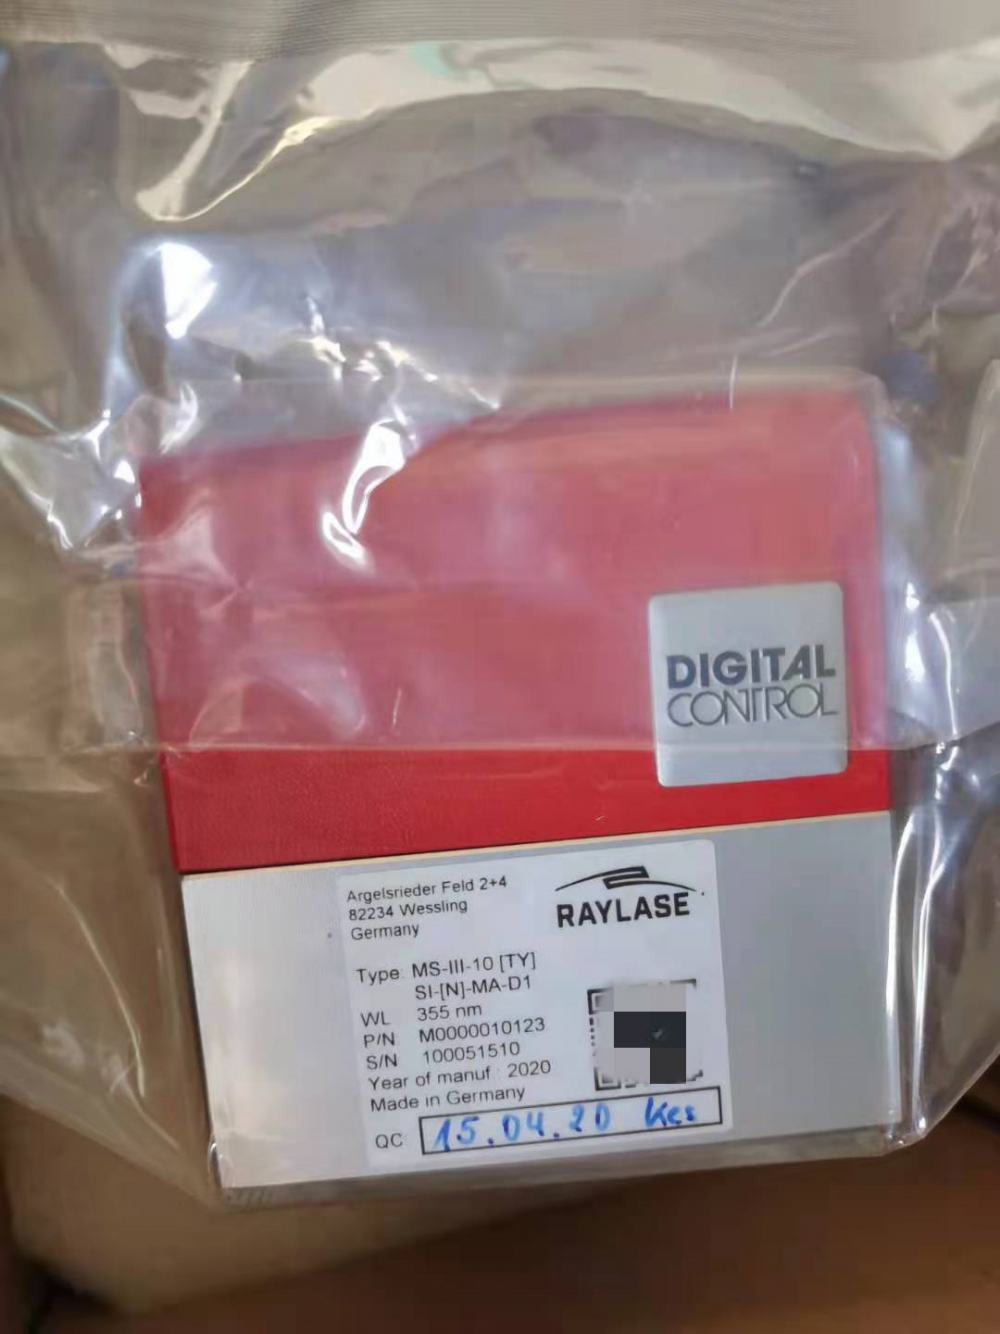 DIGITAL
CONTROL
Argelsrieder Feld 2+4
82234 Wessling
Germany
RAYLASE
Type: MS-III-10 [TY]
SI-[N]-MA-D1
WL 355 nm
P/N M0000010123
S/N 100051510
Year of manuf.: 2020
Made in Germany
QC 15.04.20 Kes